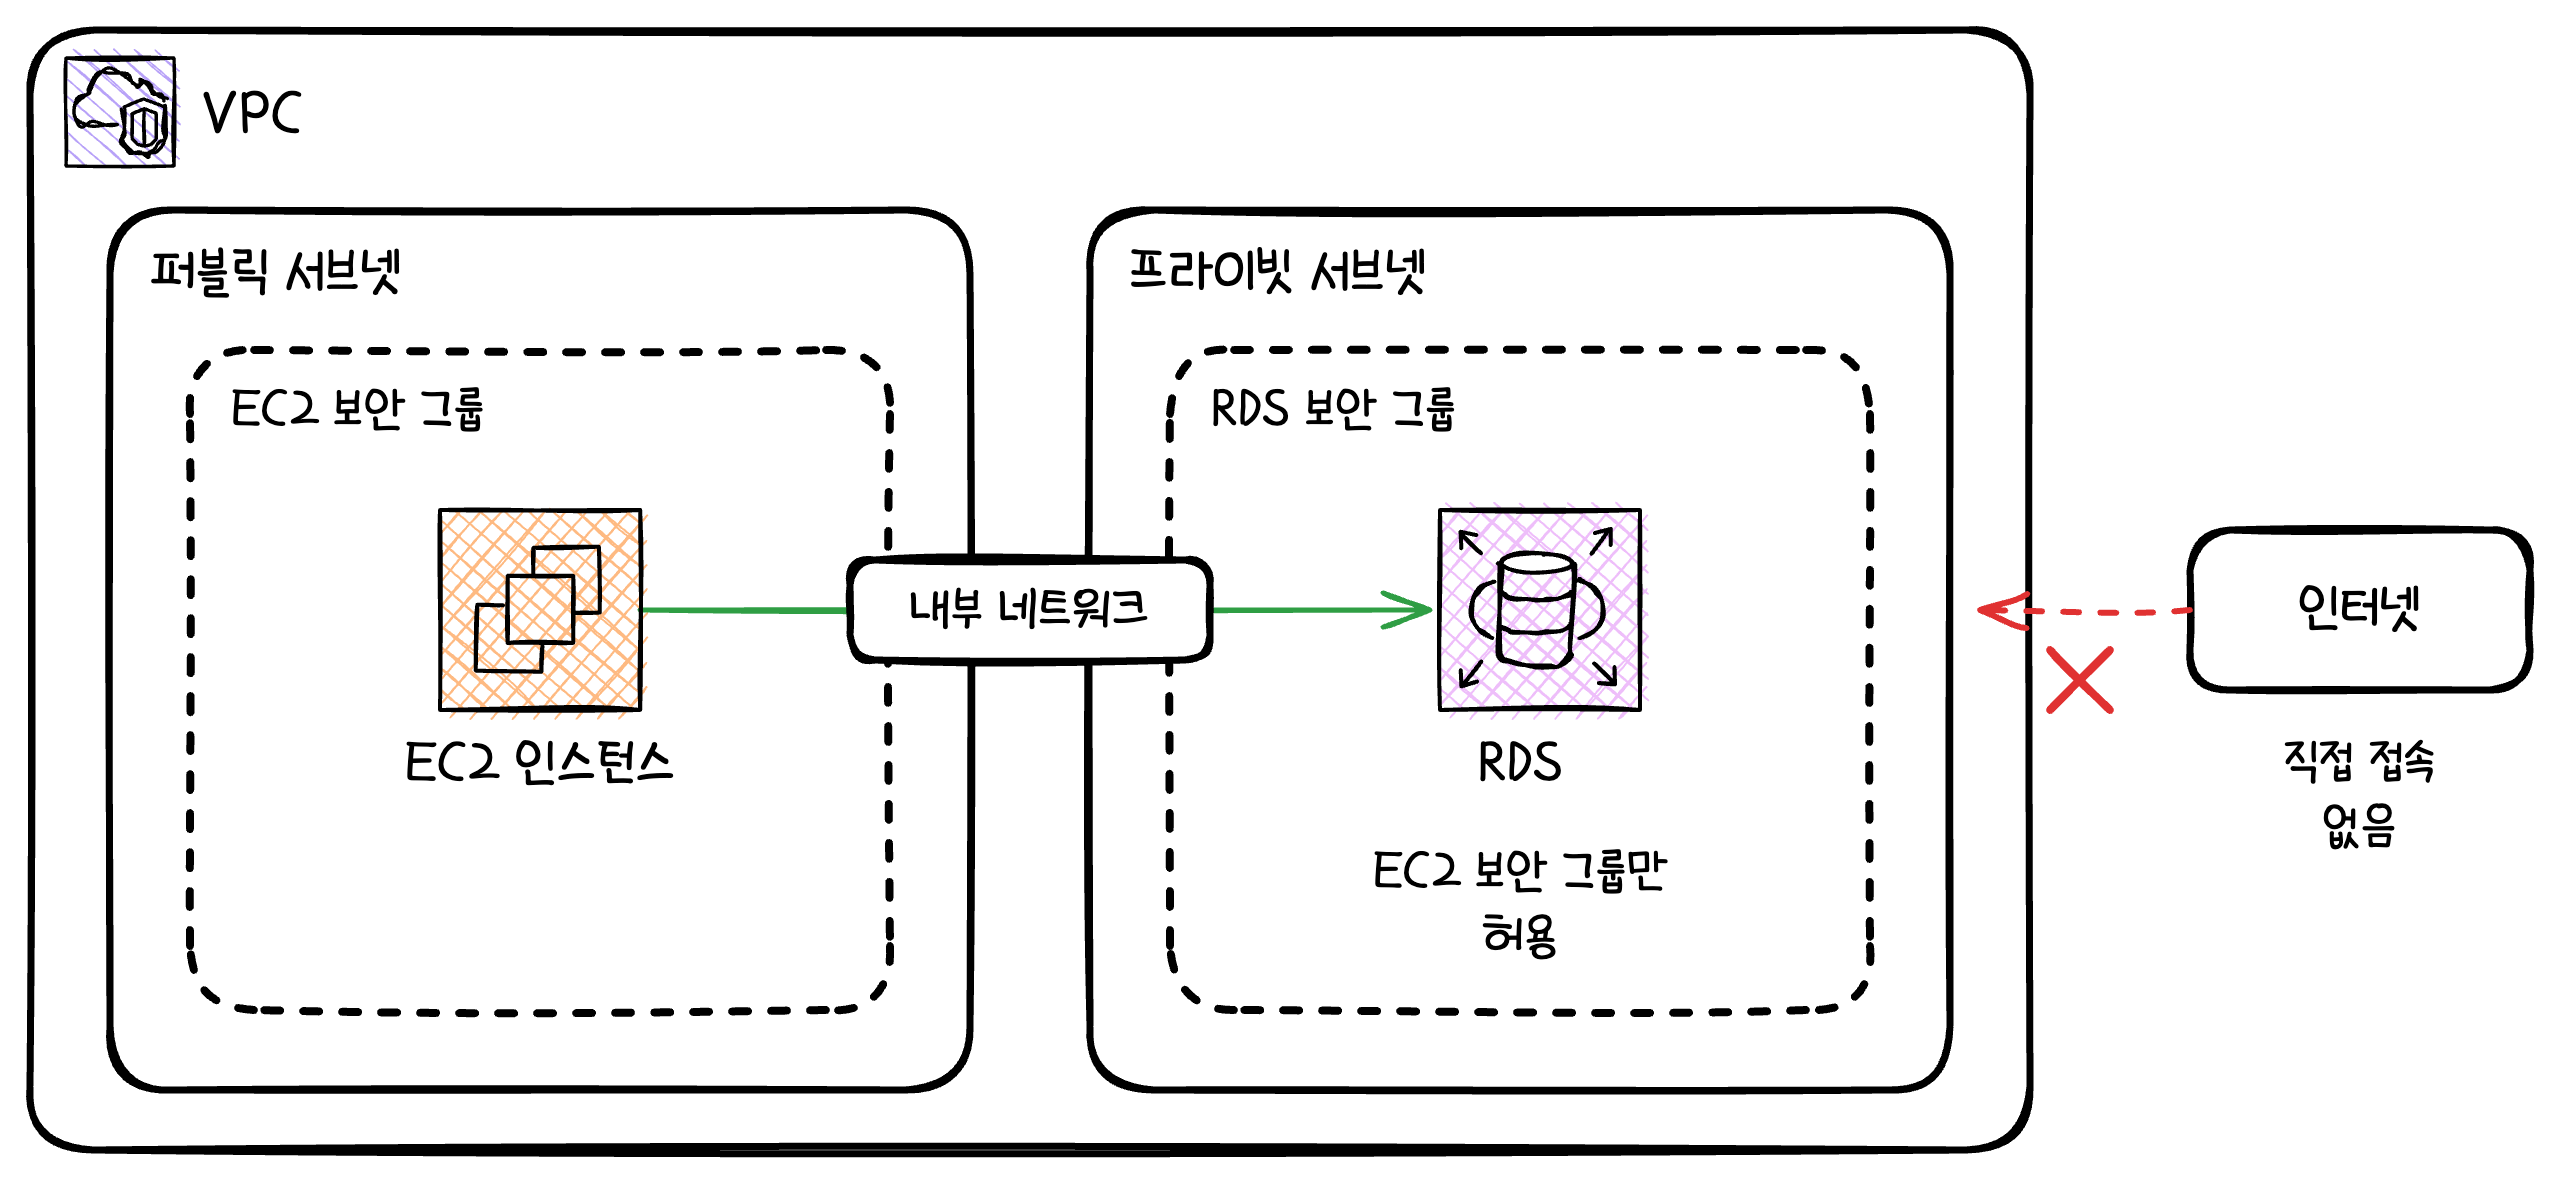 VPC
퍼블릭 서브넷
EC2 보안 그룹
EC2 인스턴스
내부 네트워크
프라이빗 서브넷
RDS 보안 그룹
RDS
EC2 보안 그룹만
허용
인터넷
직접 접속
없음